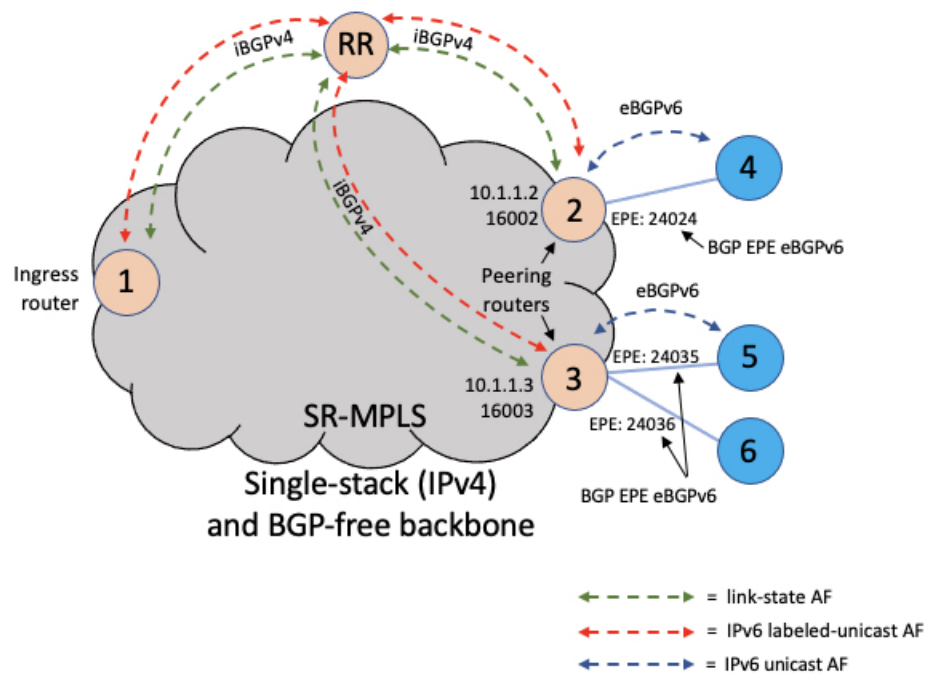 RR
iBGPv4
iBGPv4
iBGPv4
eBGPv6
4
10.1.1.2
16002
2
EPE: 24024
BGP EPE eBGPv6
Ingress
router
1
Peering
routers
eBGPv6
EPE: 24035
5
10.1.1.3
16003
3
EPE: 24036
6
BGP EPE eBGPv6
SR-MPLS
Single-stack (IPv4)
and BGP-free backbone
= link-state AF
= IPv6 labeled-unicast AF
= IPv6 unicast AF